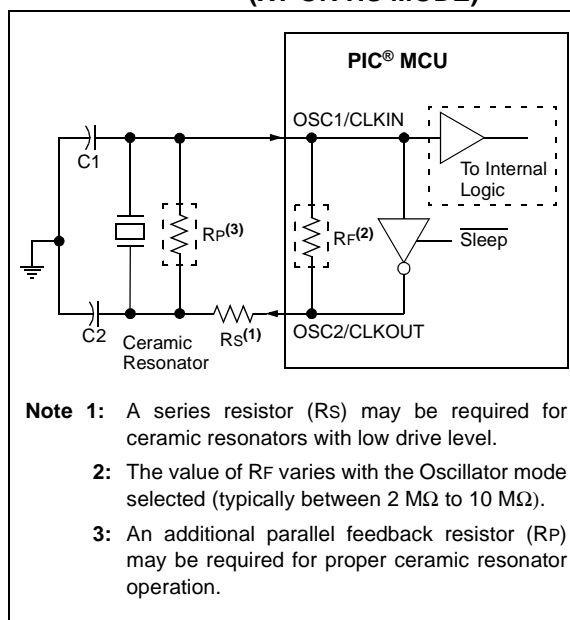 (XT OR HS MODE)
PIC® MCU
OSC1/CLKIN
C1
To Internal
Logic
RP(3)
RF(2)
Sleep
C2
Ceramic
Resonator
RS(1)
OSC2/CLKOUT
Note 1: A series resistor (RS) may be required for
ceramic resonators with low drive level.
2: The value of RF varies with the Oscillator mode
selected (typically between 2 MΩ to 10 MΩ).
3: An additional parallel feedback resistor (RP)
may be required for proper ceramic resonator
operation.